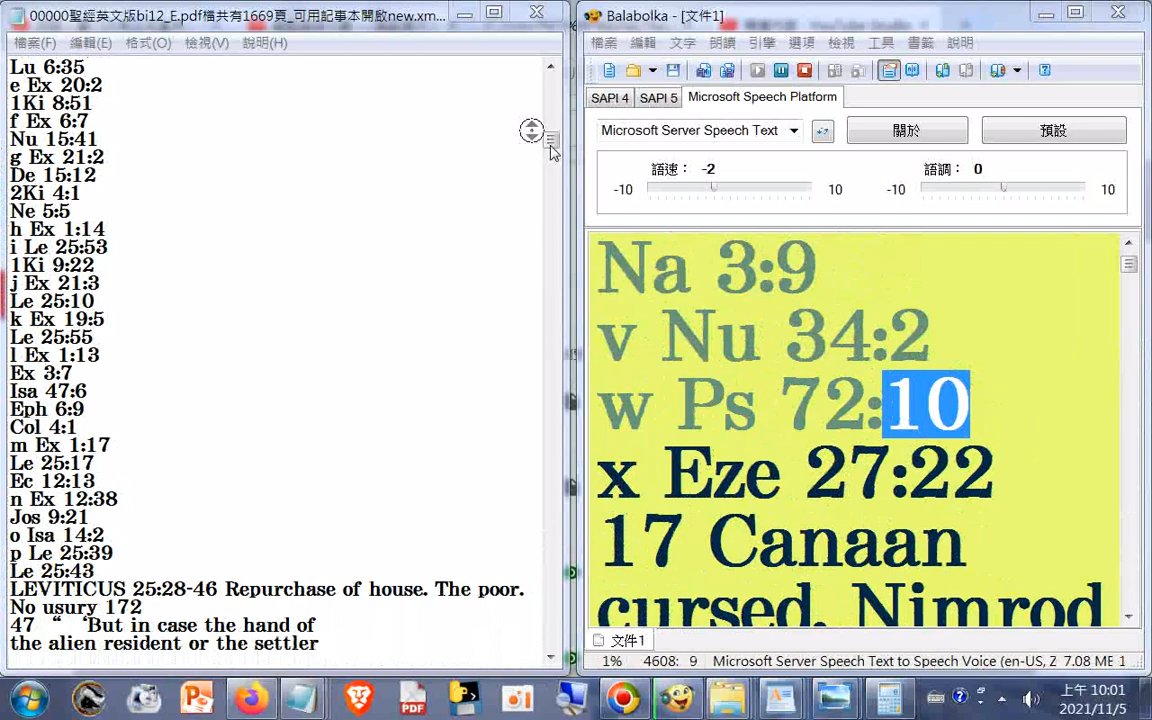 00000聖經英文版bi12_E.pdf檔共有1669頁_可用記事本開啟new.xm...
檔案(F) 編輯(E) 格式(O) 檢視(V) 說明(H)
Lu 6:35
e Ex 20:2
1Ki 8:51
f Ex 6:7
Nu 15:41
g Ex 21:2
De 15:12
2Ki 4:1
Ne 5:5
h Ex 1:14
i Le 25:53
1Ki 9:22
j Ex 21:3
Le 25:10
k Ex 19:5
Le 25:55
l Ex 1:13
Ex 3:7
Isa 47:6
Eph 6:9
Col 4:1
m Ex 1:17
Le 25:17
Ec 12:13
n Ex 12:38
Jos 9:21
o Isa 14:2
p Le 25:39
Le 25:43
LEVITICUS 25:28-46 Repurchase of house. The poor.
No usury 172
47 “ ‘But in case the hand of
the alien resident or the settler
Balabolka - [文件1]
檔案 編輯 文字 朗讀 引擎 選項 檢視 工具 書籤 說明
SAPI 4 SAPI 5 Microsoft Speech Platform
Microsoft Server Speech Text 關於 預設
語速： -2 語調： 0
-10 10 -10 10
Na 3:9
v Nu 34:2
w Ps 72:10
x Eze 27:22
17 Canaan
cursed. Nimrod
文件1
1% 4608: 9 Microsoft Server Speech Text to Speech Voice (en-US, Z 7.08 ME 1
PDF
上午 10:01
2021/11/5